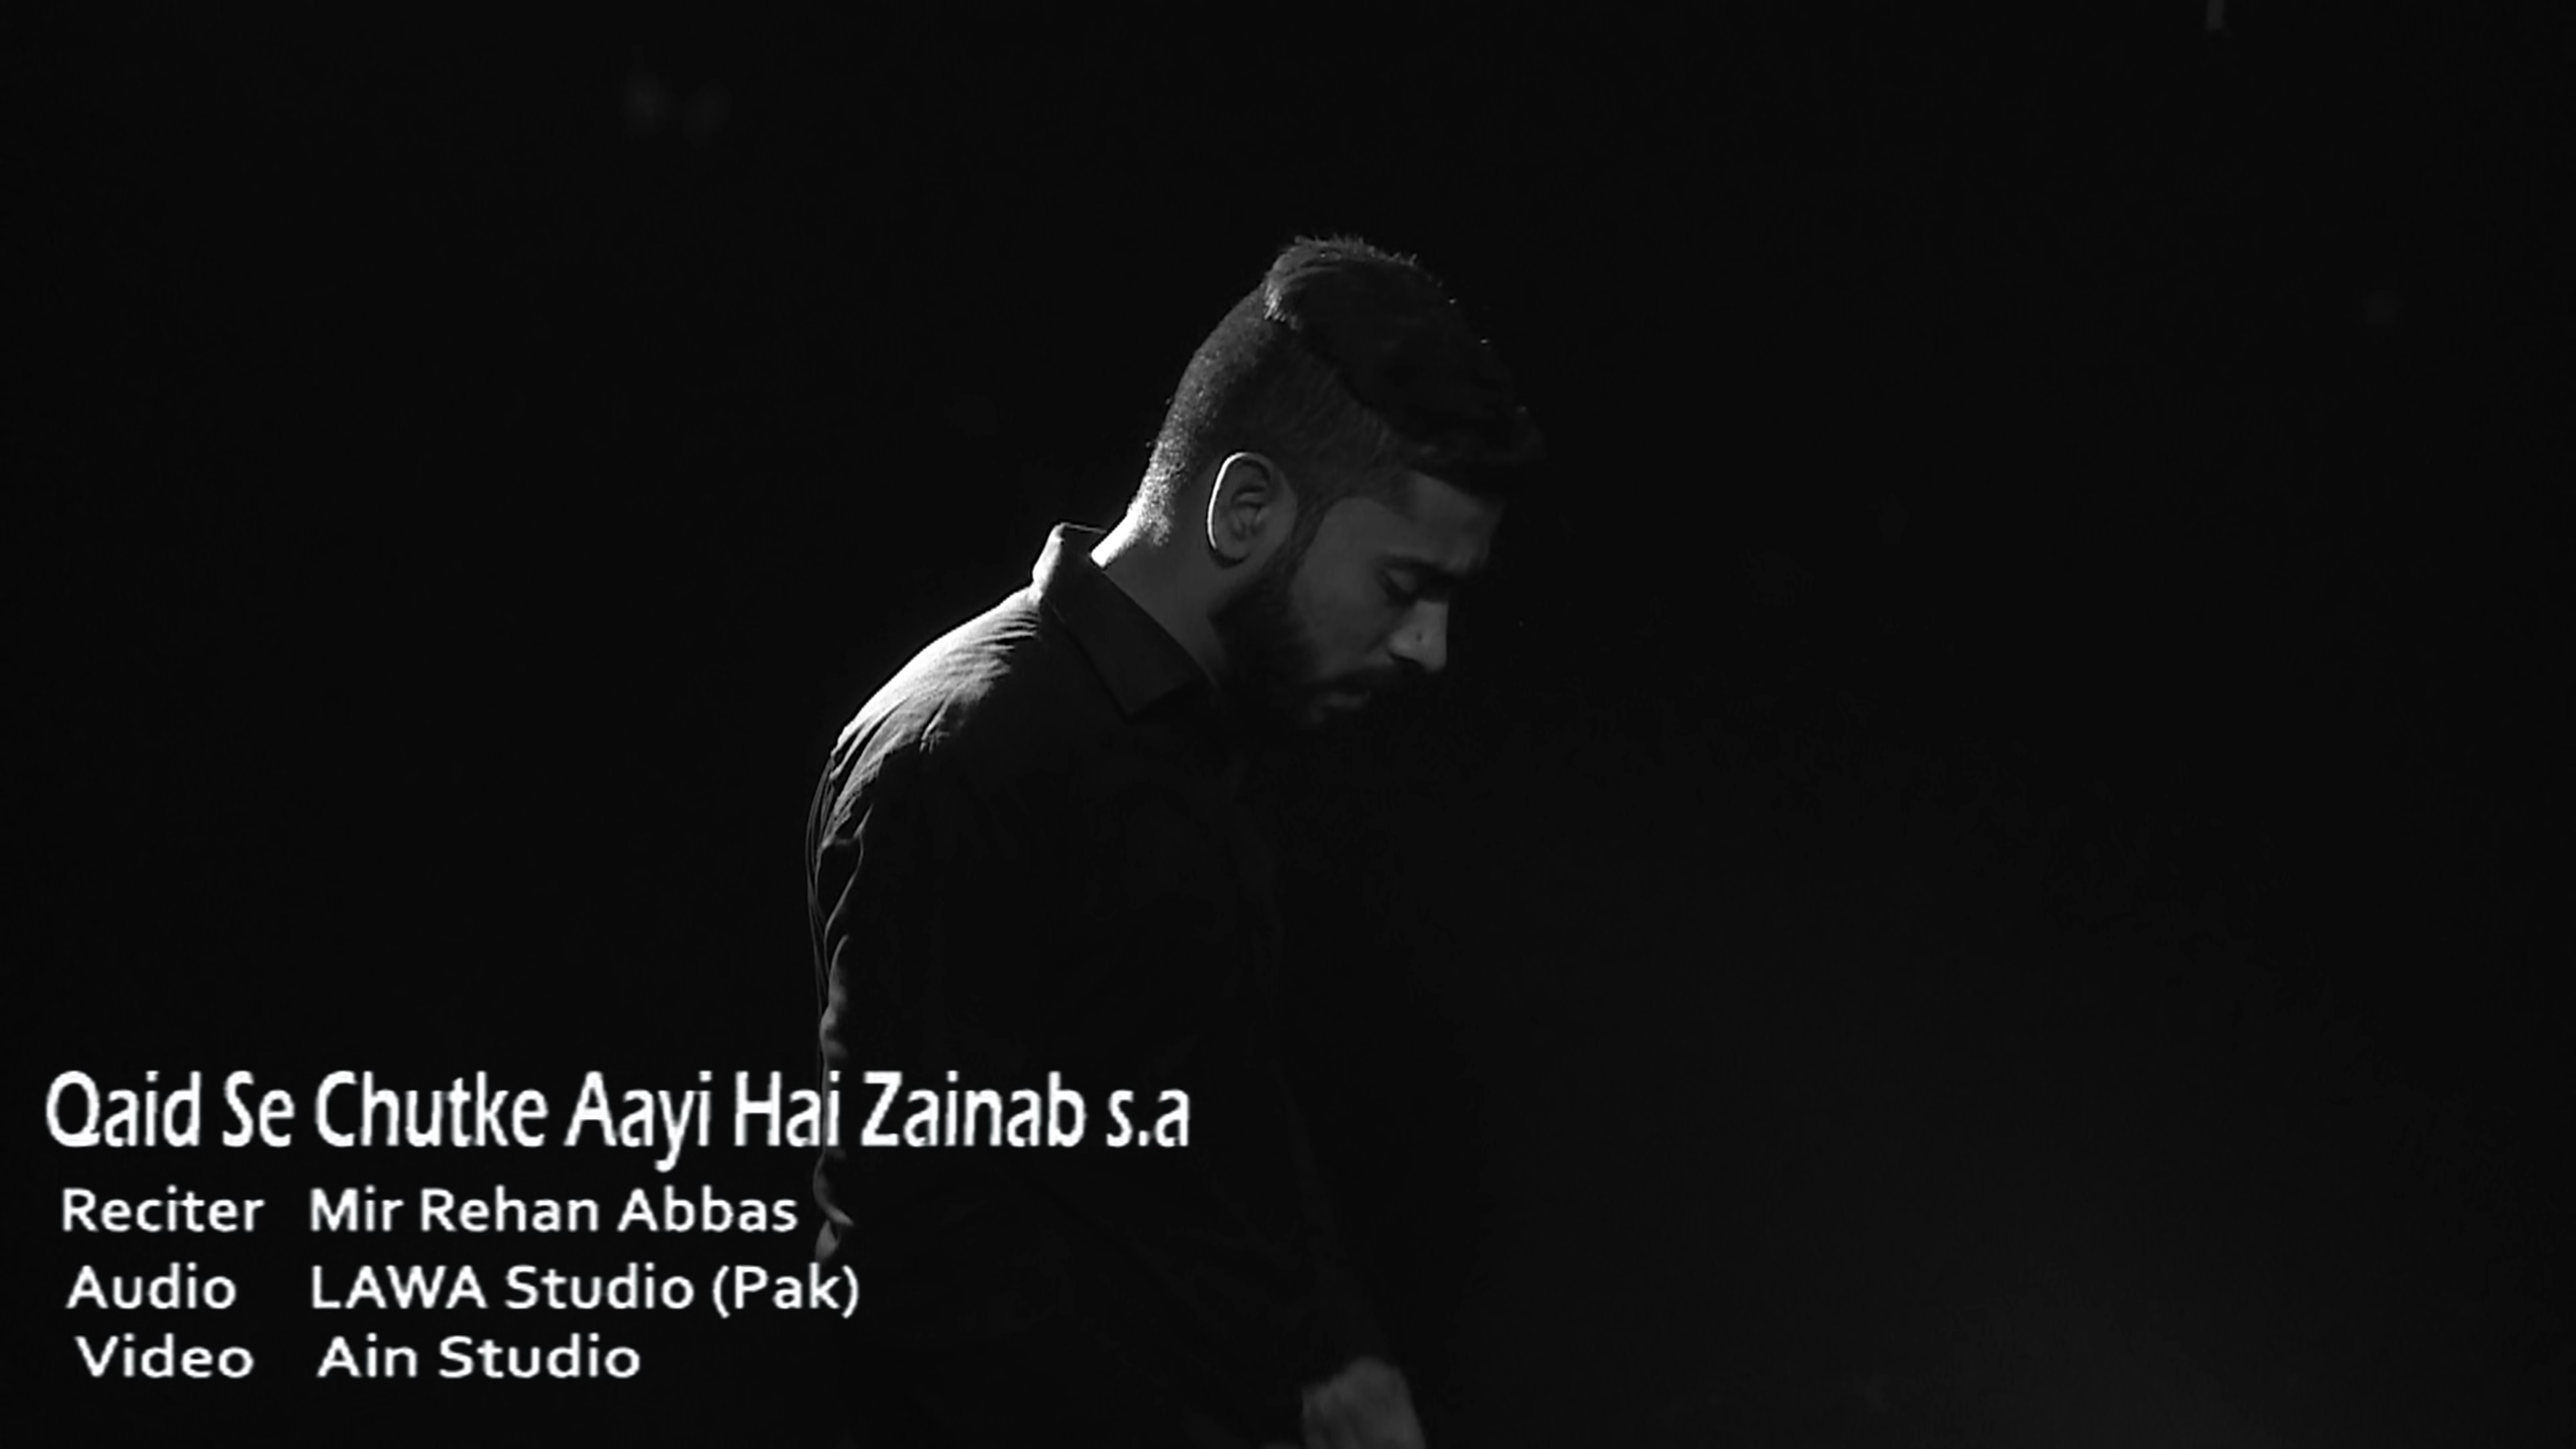 Qaid Se Chutke Aayi Hai Zainab s.a
Reciter Mir Rehan Abbas
Audio LAWA Studio (Pak)
Video Ain Studio